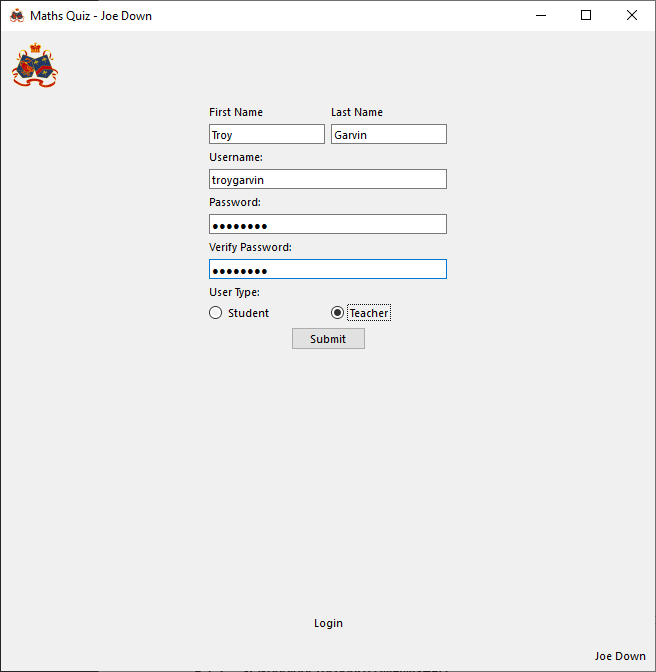 Maths Quiz - Joe Down
First Name Last Name
Troy Garvin
Username:
troygarvin
Password:
●●●●●●●●
Verify Password:
●●●●●●●●
User Type:
Student Teacher
Submit
Login
Joe Down